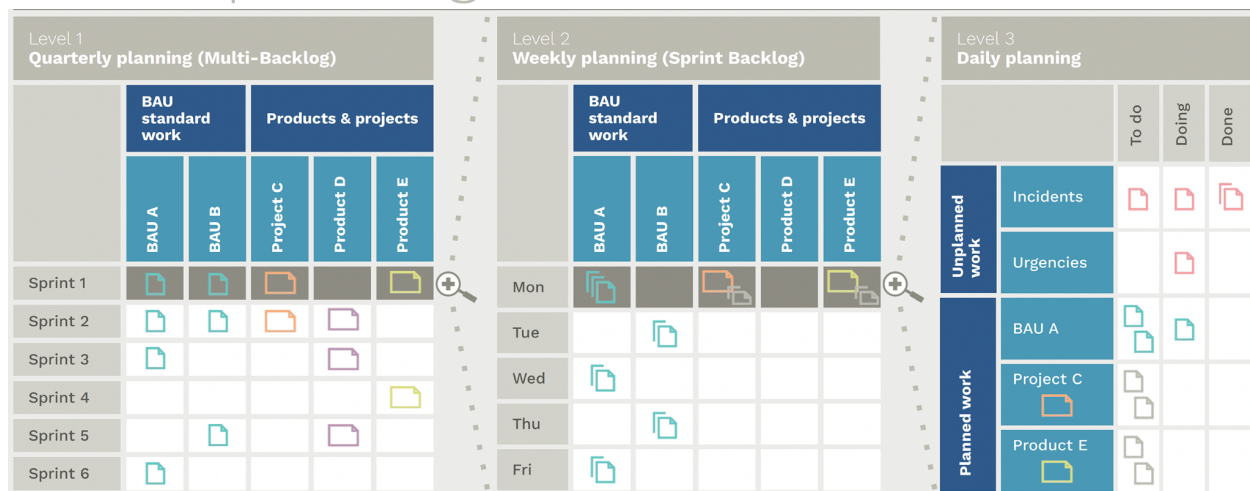 Level 1
Quarterly planning (Multi-Backlog)
BAU
standard
work
Products & projects
BAU A
BAU B
Project C
Product D
Product E
Sprint 1
Sprint 2
Sprint 3
Sprint 4
Sprint 5
Sprint 6
Level 2
Weekly planning (Sprint Backlog)
BAU
standard
work
Products & projects
BAU A
BAU B
Project C
Product D
Product E
Mon
Tue
Wed
Thu
Fri
Level 3
Daily planning
To do
Doing
Done
Unplanned
work
Incidents
Urgencies
Planned work
BAU A
Project C
Product E